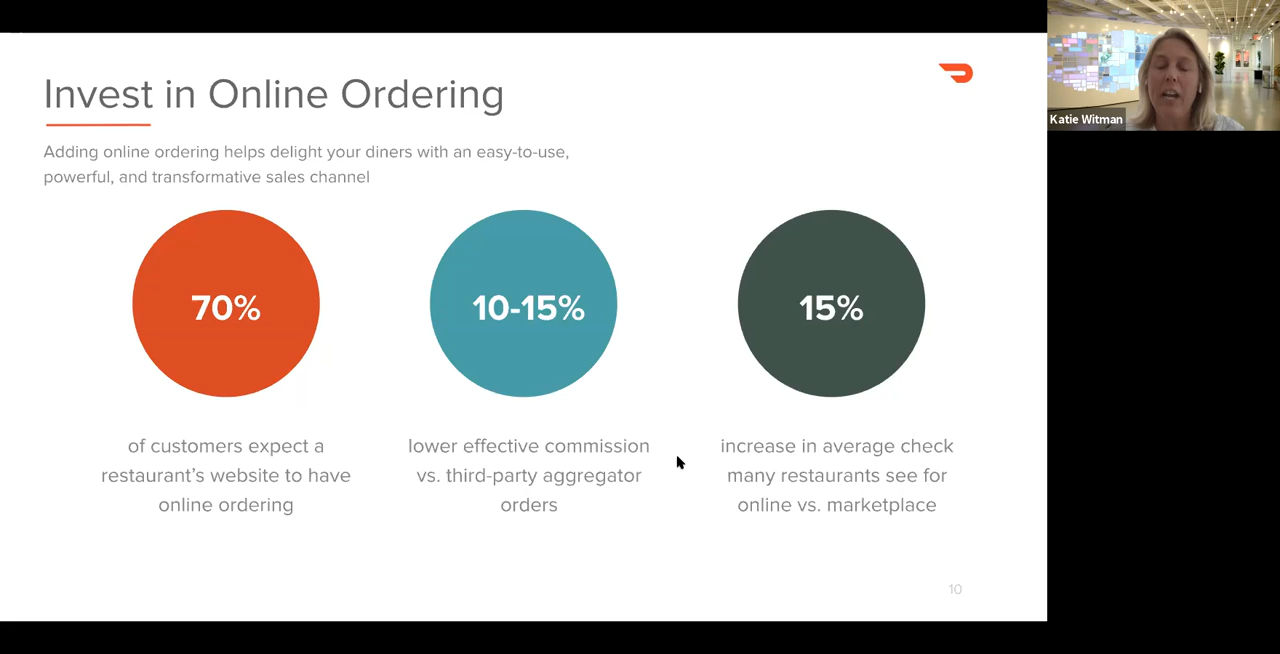 Invest in Online Ordering
Adding online ordering helps delight your diners with an easy-to-use,
powerful, and transformative sales channel
70%
of customers expect a
restaurant’s website to have
online ordering
10-15%
lower effective commission
vs. third-party aggregator
orders
15%
increase in average check
many restaurants see for
online vs. marketplace
10
Katie Witman